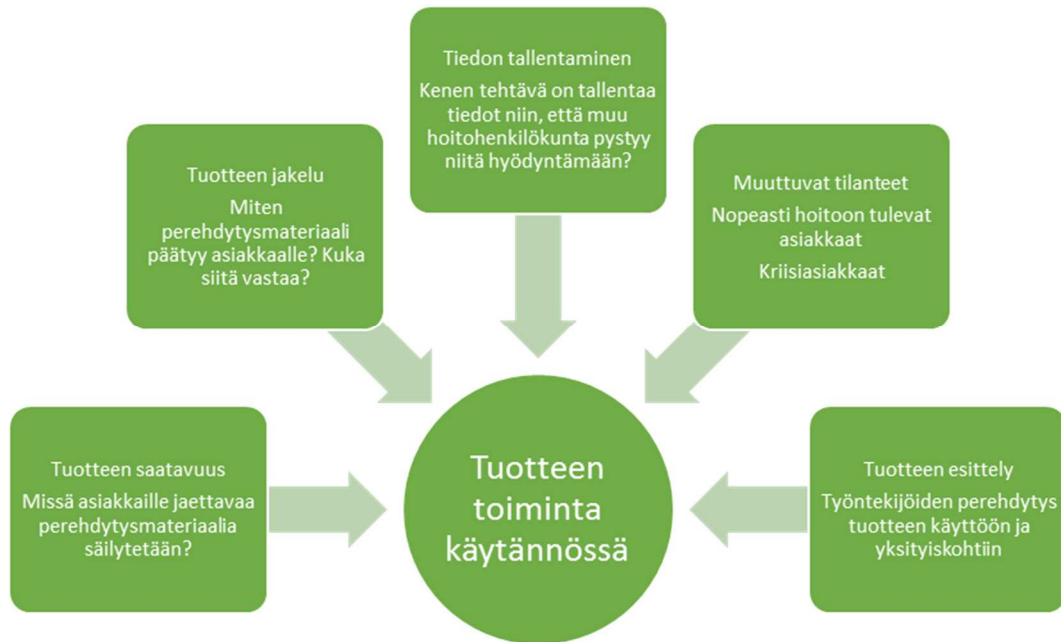 Tiedon tallentaminen
Kenen tehtävä on tallentaa
tiedot niin, että muu
hoitohenkilökunta pystyy
niitä hyödyntämään?
Tuotteen jakelu
Miten
perehdytysmateriaali
päätyy asiakkaalle? Kuka
siitä vastaa?
Muuttuvat tilanteet
Nopeasti hoitoon tulevat
asiakkaat
Kriisiasiakkaat
Tuotteen saatavuus
Missä asiakkaille jaettavaa
perehdytysmateriaalia
säilytetään?
Tuotteen
toiminta
käytännössä
Tuotteen esittely
Työntekijöiden perehdytys
tuotteen käyttöön ja
yksityiskohtiin